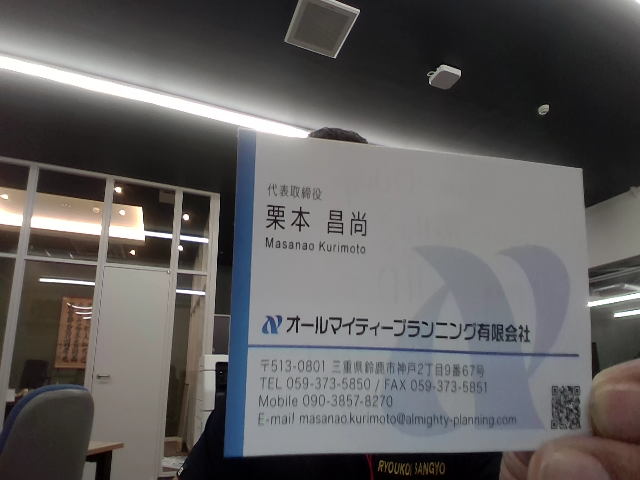 代表取締役
栗本 昌尚
Masanao Kurimoto
オールマイティープランニング有限会社
〒513-0801 三重県鈴鹿市神戸2丁目9番67号
TEL 059-373-5850 / FAX 059-373-5851
Mobile 090-3857-8270
E-mail masanao.kurimoto@almighty-planning.com
RYOUKOU SANGYO